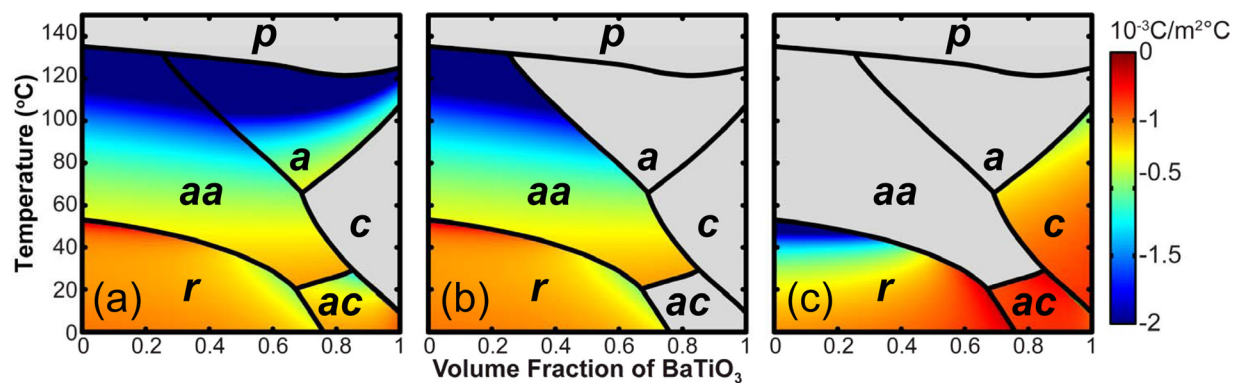 10⁻³C/m²°C
140
120
100
80
60
40
20
0
Temperature (°C)
p
a
aa
c
r
ac
(a)
0 0.2 0.4 0.6 0.8 1
p
a
aa
c
r
ac
(b)
0 0.2 0.4 0.6 0.8 1
p
a
aa
c
r
ac
(c)
0 0.2 0.4 0.6 0.8 1
0
-1
-0.5
-1
-1.5
-2
Volume Fraction of BaTiO₃